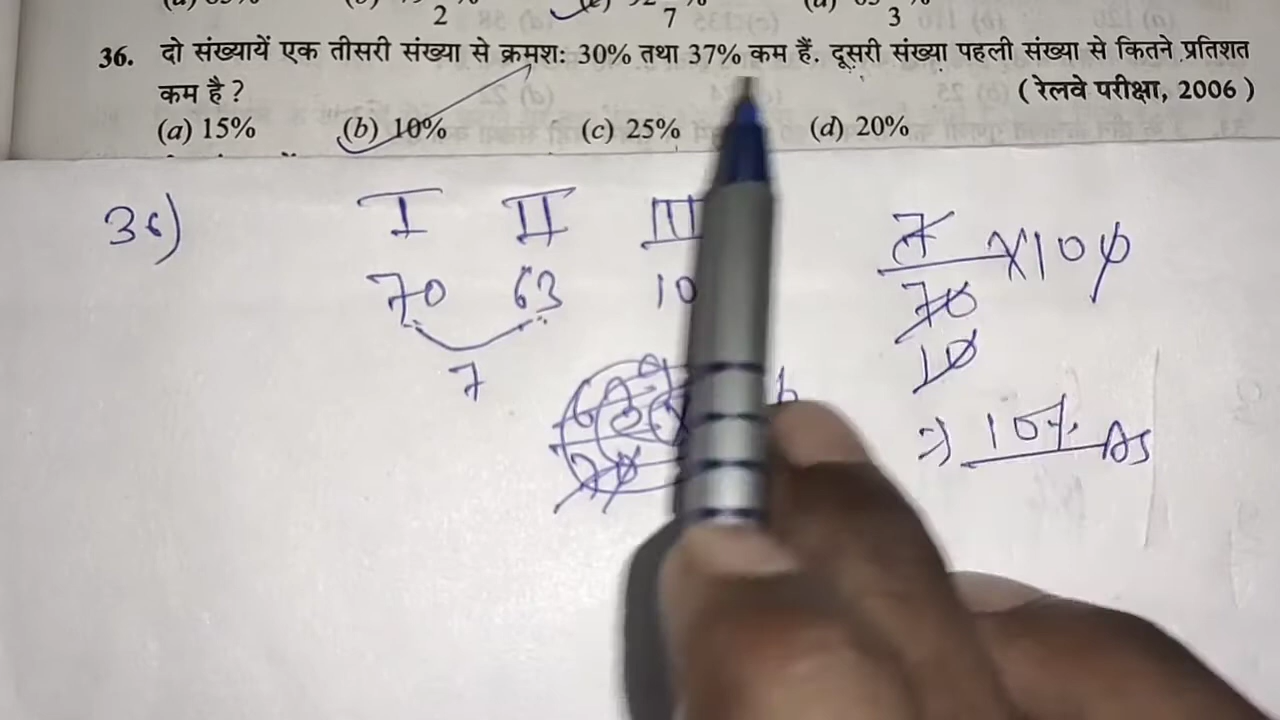 36. दो संख्यायें एक तीसरी संख्या से क्रमश: 30% तथा 37% कम हैं. दूसरी संख्या पहली संख्या से कितने प्रतिशत
कम है ? ( रेलवे परीक्षा, 2006 )
(a) 15% (b) 10% (c) 25% (d) 20%
36) I II III
70 63 10
7
7/70 × 100
10
⇒ 10% As